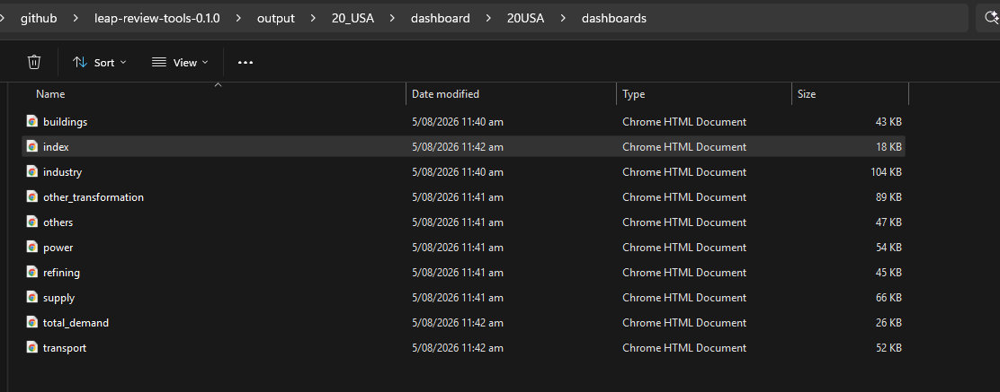 github > leap-review-tools-0.1.0 > output > 20_USA > dashboard > 20USA > dashboards
Sort View ...
Name Date modified Type Size
buildings 5/08/2026 11:40 am Chrome HTML Document 43 KB
index 5/08/2026 11:42 am Chrome HTML Document 18 KB
industry 5/08/2026 11:40 am Chrome HTML Document 104 KB
other_transformation 5/08/2026 11:41 am Chrome HTML Document 89 KB
others 5/08/2026 11:41 am Chrome HTML Document 47 KB
power 5/08/2026 11:41 am Chrome HTML Document 54 KB
refining 5/08/2026 11:41 am Chrome HTML Document 45 KB
supply 5/08/2026 11:41 am Chrome HTML Document 66 KB
total_demand 5/08/2026 11:42 am Chrome HTML Document 26 KB
transport 5/08/2026 11:42 am Chrome HTML Document 52 KB